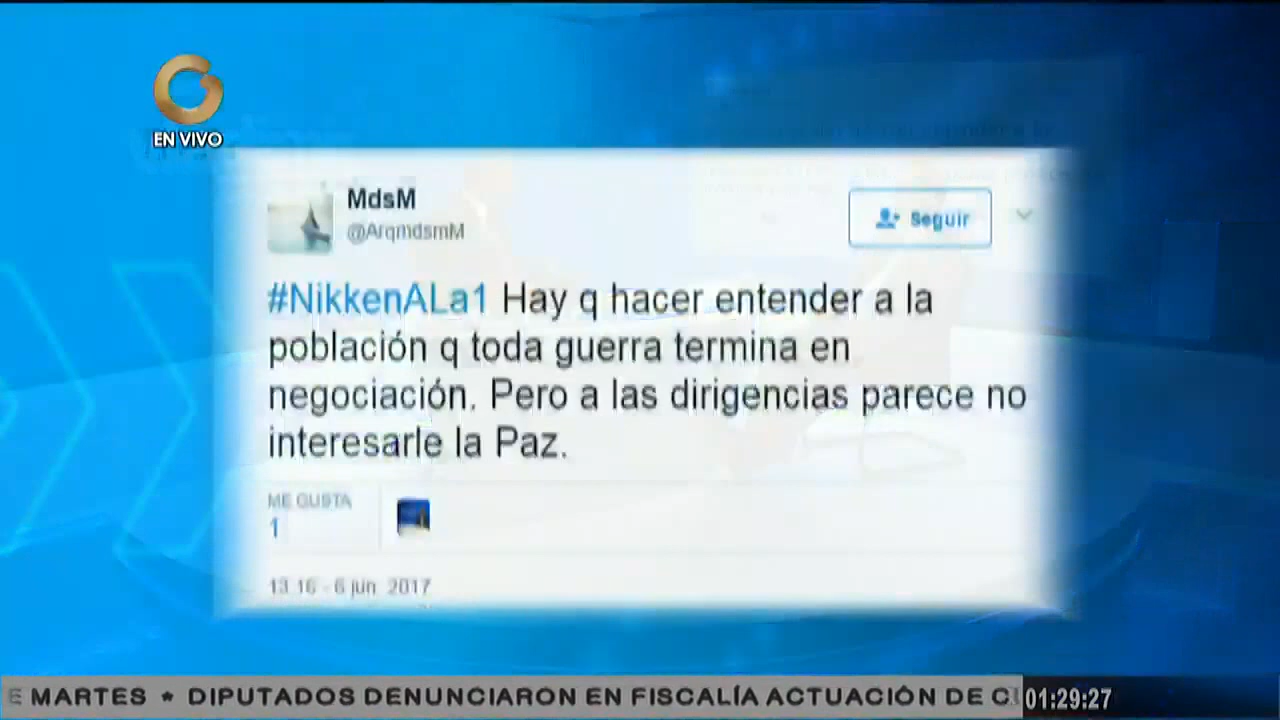 EN VIVO
MdsM
@ArqmdsmM
Seguir
#NikkenALa1 Hay q hacer entender a la
población q toda guerra termina en
negociación. Pero a las dirigencias parece no
interesarle la Paz.
ME GUSTA
1
13:16 - 6 jun. 2017
E MARTES * DIPUTADOS DENUNCIARON EN FISCALÍA ACTUACIÓN DE
01:29:27